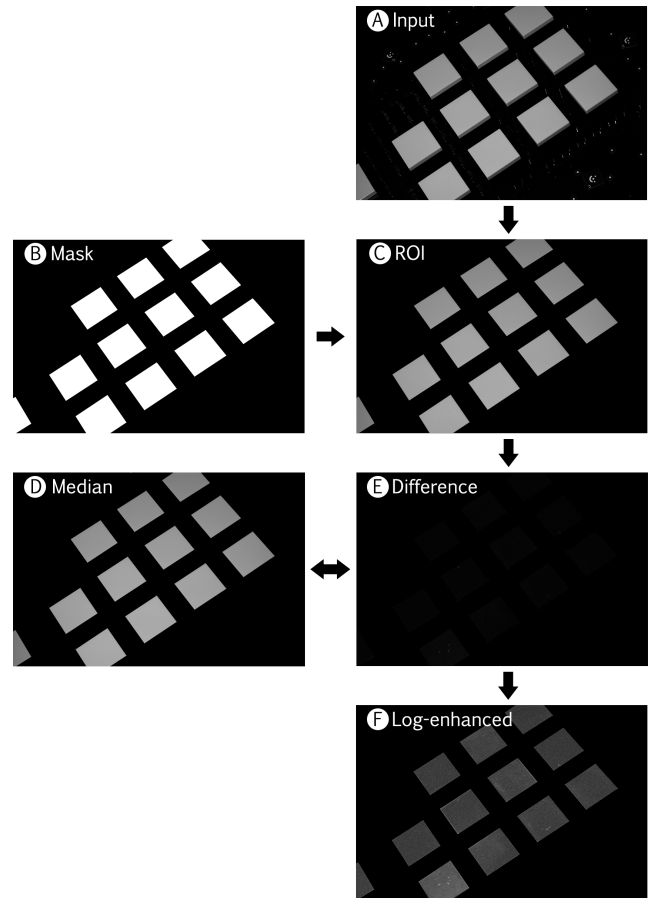 A Input
B Mask
C ROI
D Median
E Difference
F Log-enhanced